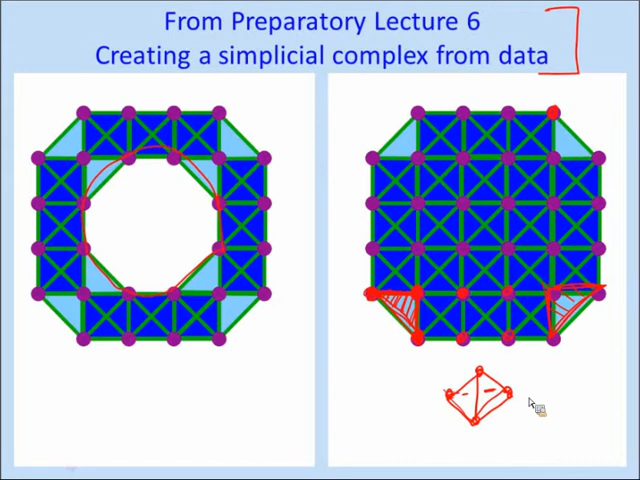 From Preparatory Lecture 6
Creating a simplicial complex from data